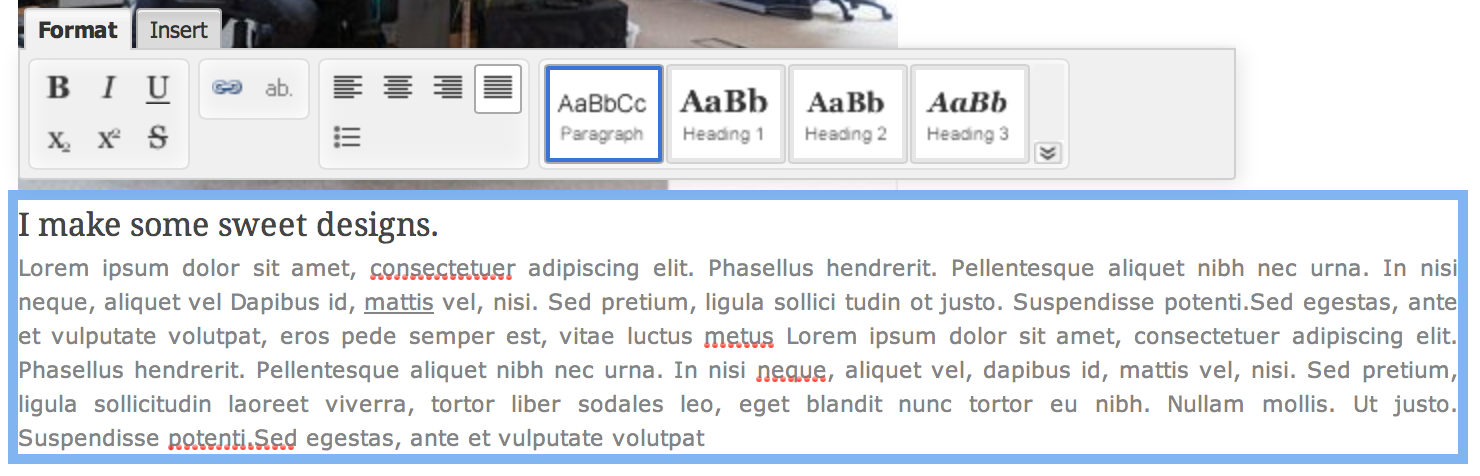 Format Insert
B I U ab.
AaBbCc AaBb AaBb AaBb
Paragraph Heading 1 Heading 2 Heading 3
X₂ X² S
I make some sweet designs.
Lorem ipsum dolor sit amet, consectetuer adipiscing elit. Phasellus hendrerit. Pellentesque aliquet nibh nec urna. In nisi
neque, aliquet vel Dapibus id, mattis vel, nisi. Sed pretium, ligula sollici tudin ot justo. Suspendisse potenti.Sed egestas, ante
et vulputate volutpat, eros pede semper est, vitae luctus metus Lorem ipsum dolor sit amet, consectetuer adipiscing elit.
Phasellus hendrerit. Pellentesque aliquet nibh nec urna. In nisi neque, aliquet vel, dapibus id, mattis vel, nisi. Sed pretium,
ligula sollicitudin laoreet viverra, tortor liber sodales leo, eget blandit nunc tortor eu nibh. Nullam mollis. Ut justo.
Suspendisse potenti.Sed egestas, ante et vulputate volutpat